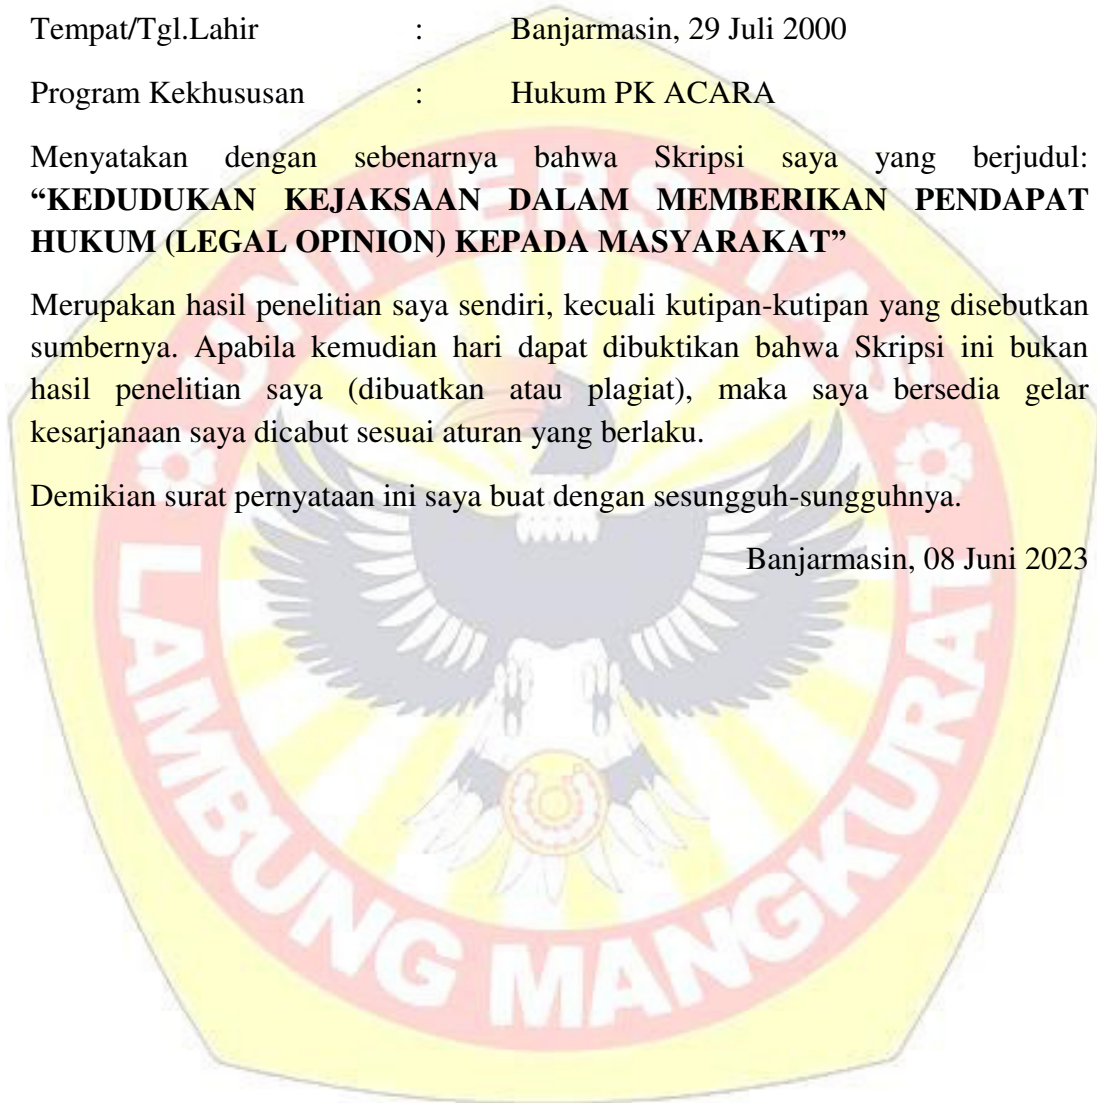 Tempat/Tgl.Lahir : Banjarmasin, 29 Juli 2000
Program Kekhususan : Hukum PK ACARA
Menyatakan dengan sebenarnya bahwa Skripsi saya yang berjudul:
“KEDUDUKAN KEJAKSAAN DALAM MEMBERIKAN PENDAPAT
HUKUM (LEGAL OPINION) KEPADA MASYARAKAT”
Merupakan hasil penelitian saya sendiri, kecuali kutipan-kutipan yang disebutkan
sumbernya. Apabila kemudian hari dapat dibuktikan bahwa Skripsi ini bukan
hasil penelitian saya (dibuatkan atau plagiat), maka saya bersedia gelar
kesarjanaan saya dicabut sesuai aturan yang berlaku.
Demikian surat pernyataan ini saya buat dengan sesungguh-sungguhnya.
Banjarmasin, 08 Juni 2023
UNIVERSITAS
LAMBUNG MANGKURAT